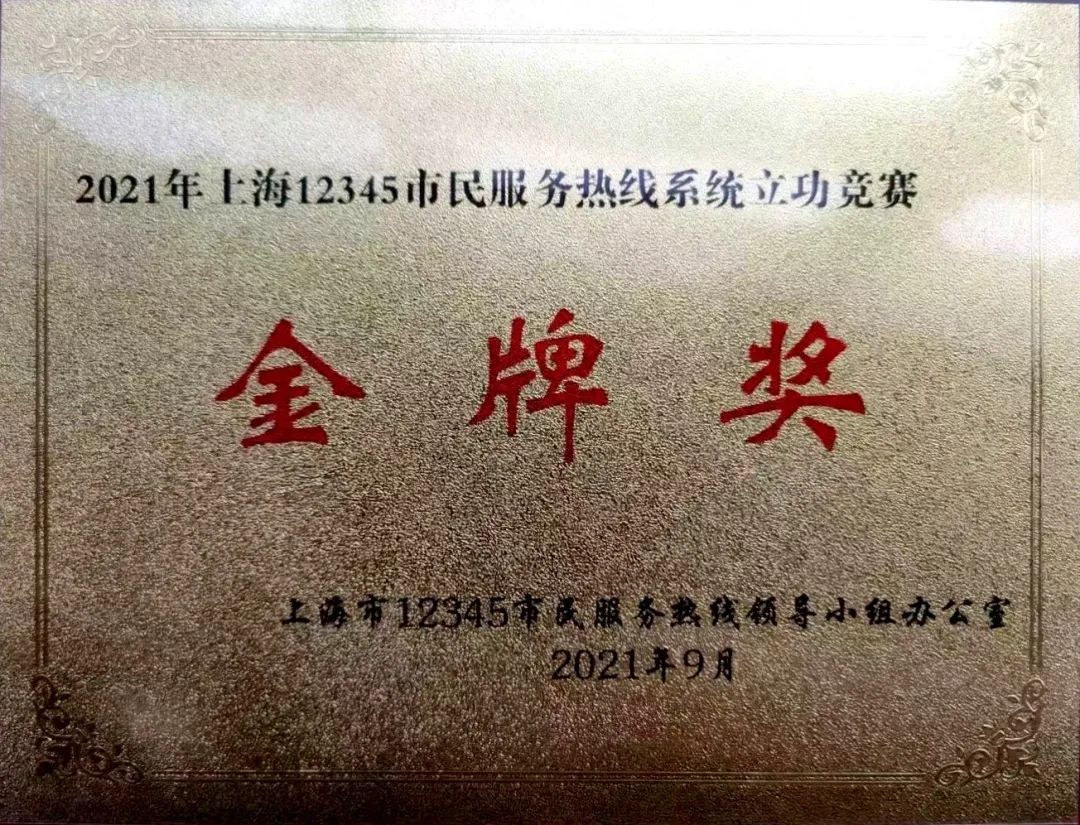 2021年上海12345市民服务热线系统立功竞赛
金牌奖
上海市12345市民服务热线领导小组办公室
2021年9月